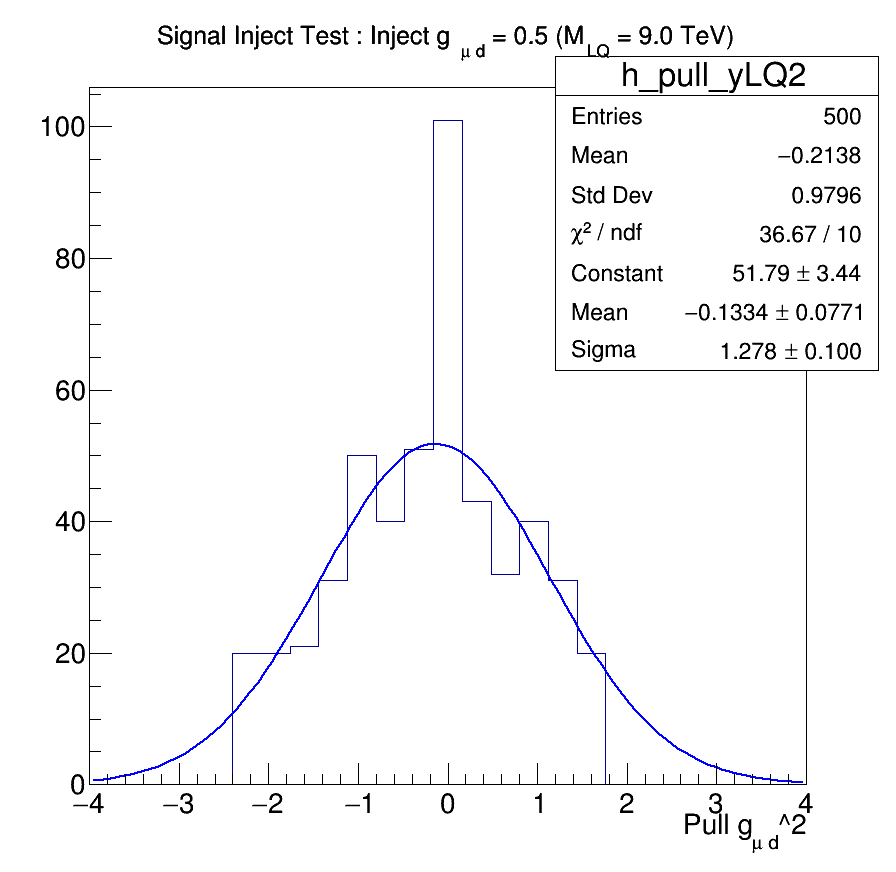 Signal Inject Test : Inject g μ d = 0.5 (M LQ = 9.0 TeV)
h_pull_yLQ2
Entries 500
Mean −0.2138
Std Dev 0.9796
χ² / ndf 36.67 / 10
Constant 51.79 ± 3.44
Mean −0.1334 ± 0.0771
Sigma 1.278 ± 0.100
100
80
60
40
20
0
−4 −3 −2 −1 0 1 2 3 4
Pull g μ d ^2